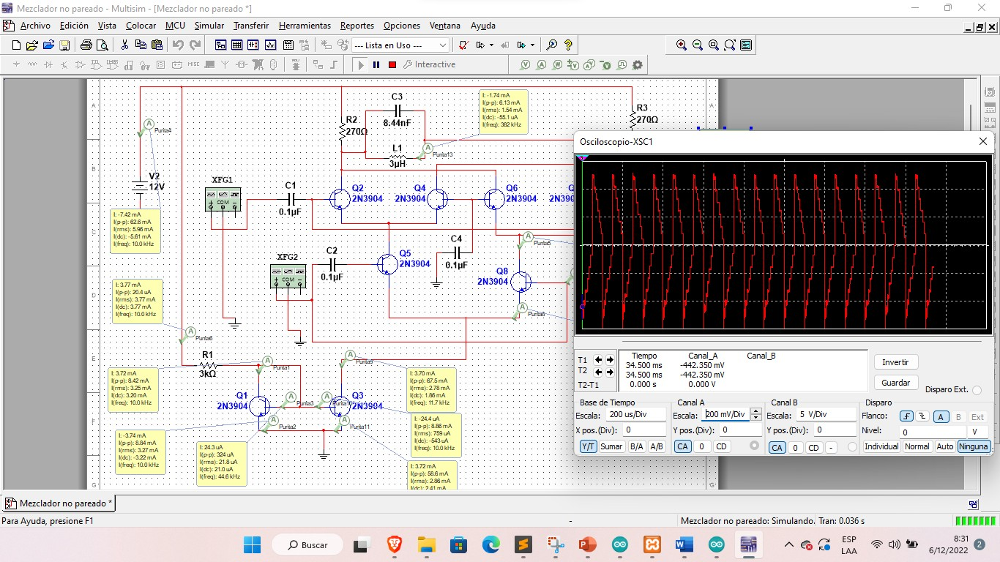 Mezclador no pareado - Multisim - [Mezclador no pareado *]
Archivo Edición Vista Colocar MCU Simular Transferir Herramientas Reportes Opciones Ventana Ayuda
--- Lista en Uso ---
Interactive
A
B
D
E
F
G
A
G
V2
12V
Punta4
I: -7.42 mA
I(p-p): 62.6 mA
I(rms): 5.96 mA
I(dc): -5.61 mA
I(freq): 10.0 kHz
I: 3.77 mA
I(p-p): 20.4 uA
I(rms): 3.77 mA
I(dc): 3.77 mA
I(freq): 10.0 kHz
Punta6
R1
3kΩ
Punta1
I: 3.72 mA
I(p-p): 8.42 mA
I(rms): 3.25 mA
I(dc): 3.20 mA
I(freq): 10.0 kHz
Q1
2N3904
Punta3
Punta2
I: -3.74 mA
I(p-p): 8.84 mA
I(rms): 3.27 mA
I(dc): -3.22 mA
I(freq): 10.0 kHz
I: 24.3 uA
I(p-p): 324 uA
I(rms): 21.8 uA
I(dc): 21.0 uA
I(freq): 44.6 kHz
Punta9
Q3
2N3904
Punta11
I: 3.70 mA
I(p-p): 67.5 mA
I(rms): 2.78 mA
I(dc): 1.86 mA
I(freq): 11.7 kHz
I: -24.4 uA
I(p-p): 8.86 mA
I(rms): 759 uA
I(dc): -543 uA
I(freq): 10.0 kHz
I: 3.72 mA
I(p-p): 58.6 mA
I(rms): 2.86 mA
I(dc): 2.41 mA
XFG1
COM
C1
0.1μF
XFG2
COM
C2
0.1μF
R2
270Ω
C3
8.44nF
L1
3μH
Punta13
I: -1.74 mA
I(p-p): 6.13 mA
I(rms): 1.54 mA
I(dc): -55.1 uA
I(freq): 382 kHz
R3
270Ω
Q2
2N3904
Q4
2N3904
Q6
2N3904
2N390
Q5
2N3904
C4
0.1μF
Punta5
Q8
2N3904
Osciloscopio-XSC1
T1
T2
T2-T1
Tiempo Canal_A Canal_B
34.500 ms -442.350 mV
34.500 ms -442.350 mV
0.000 s 0.000 V
Invertir
Guardar
Disparo Ext.
Base de Tiempo
Escala: 200 us/Div
X pos.(Div): 0
Y/T Sumar B/A A/B
Canal A
Escala: 200 mV/Div
Y pos.(Div): 0
CA 0 CD
Canal B
Escala: 5 V/Div
Y pos.(Div): 0
CA 0 CD -
Disparo
Flanco: A B Ext
Nivel: 0 V
Individual Normal Auto Ninguna
Mezclador no pareado *
Para Ayuda, presione F1
-
Mezclador no pareado: Simulando. Tran: 0.036 s
Buscar
ESP
LAA
8:31
6/12/2022
2